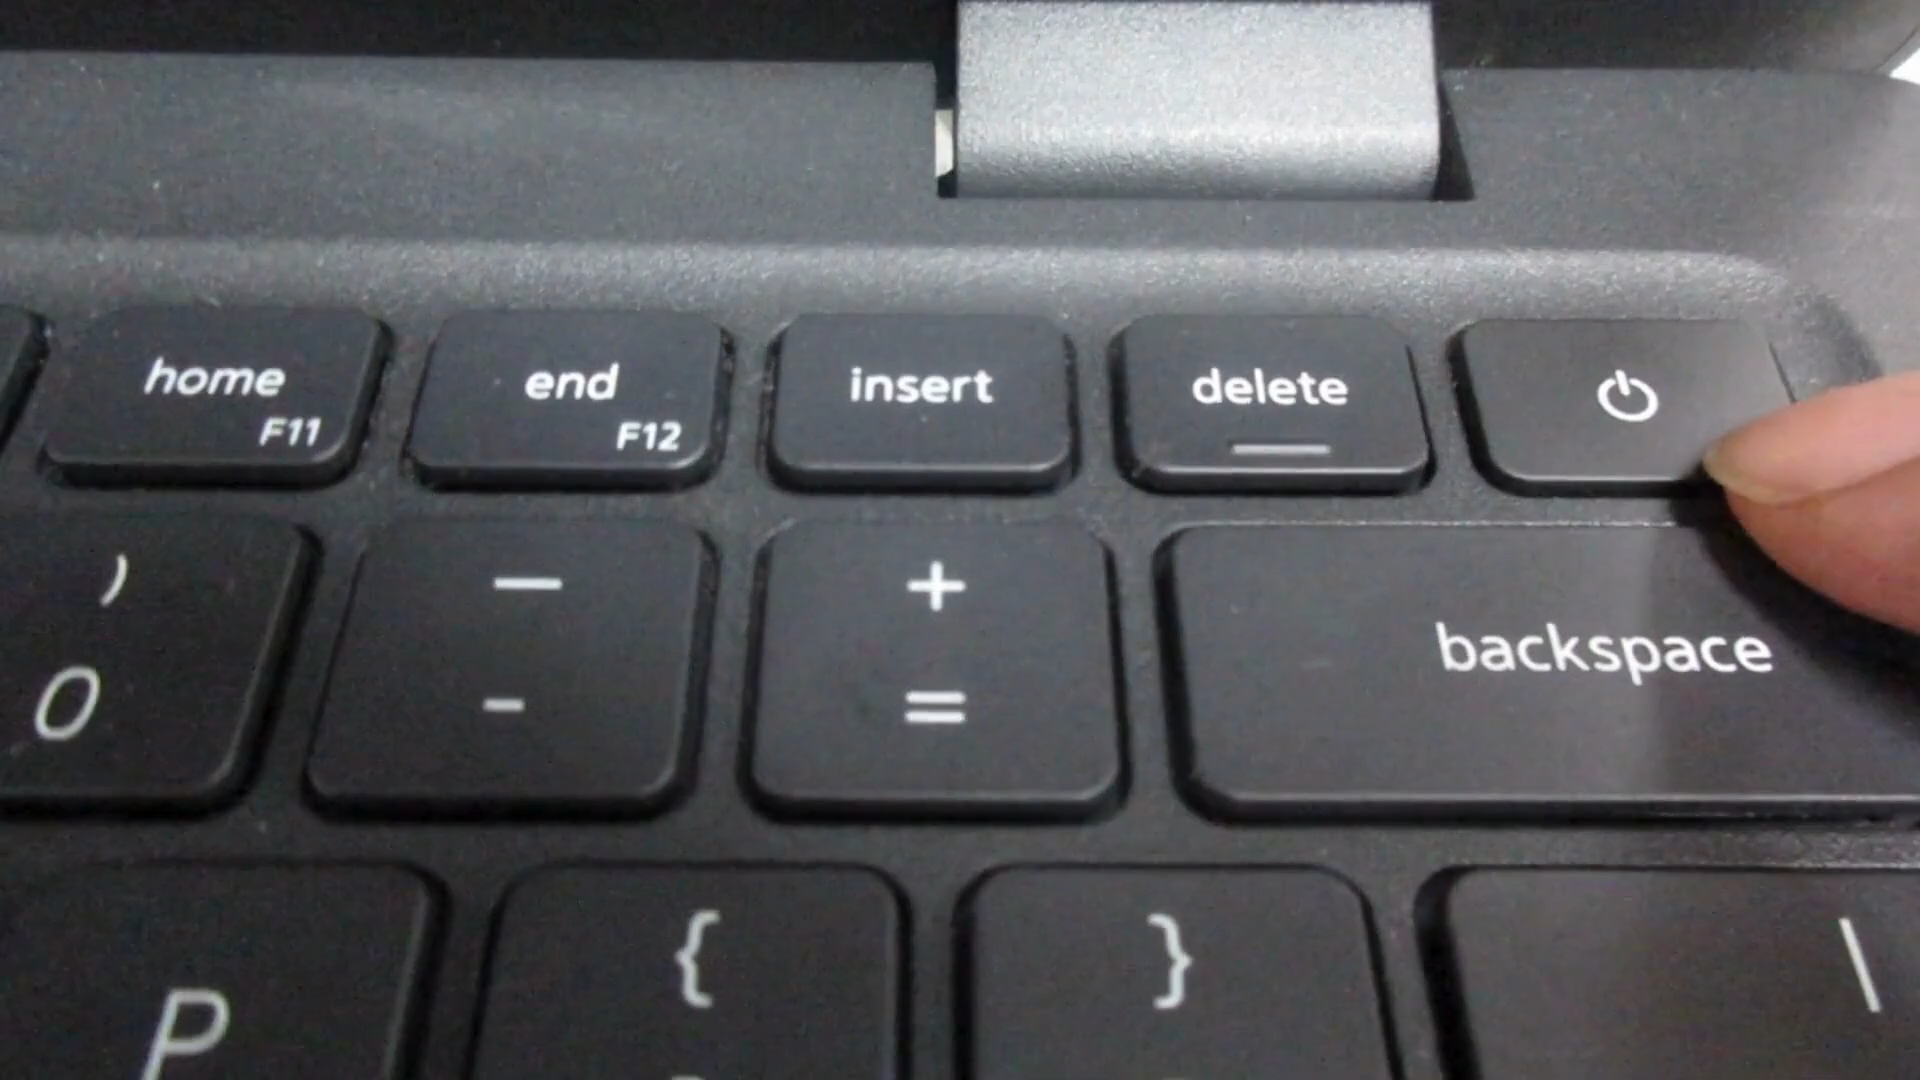 home end insert delete
F11 F12
) — + backspace
0 - =
{ } |
P